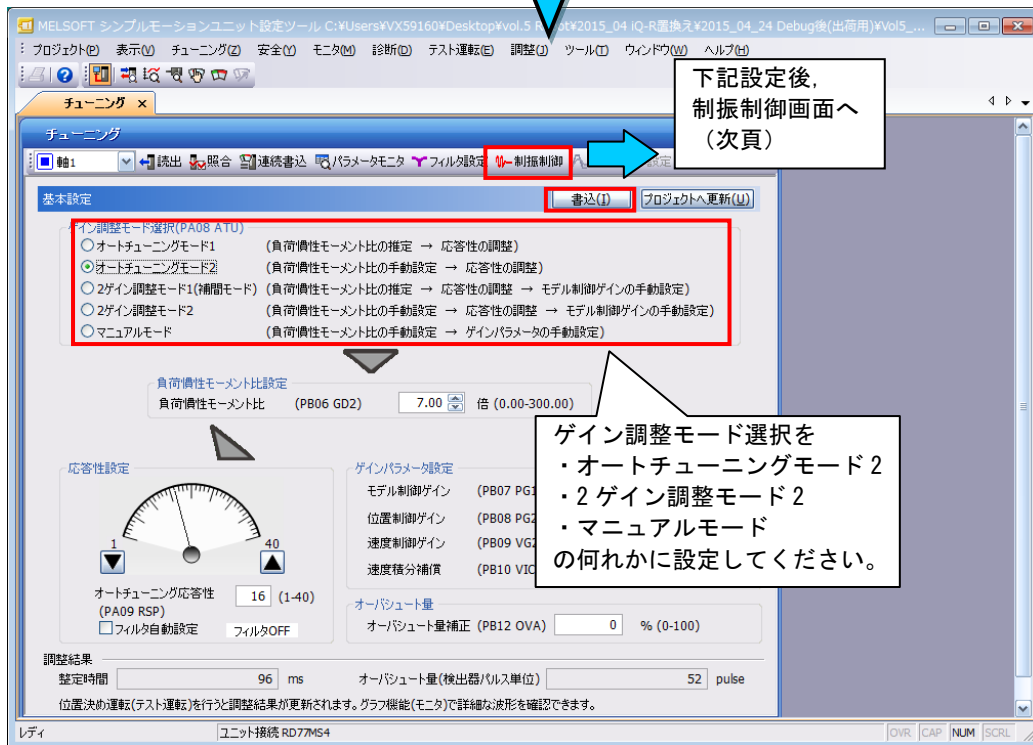 MELSOFT シンプルモーションユニット設定ツール C:¥Users¥VX59160¥Desktop¥vol.5 R ot¥2015_04 iQ-R置換え¥2015_04_24 Debug後(出荷用)¥Vol5_...
プロジェクト(P) 表示(V) チューニング(Z) 安全(Y) モニタ(M) 診断(D) テスト運転(E) 調整(J) ツール(T) ウィンドウ(W) ヘルプ(H)
下記設定後,
制振制御画面へ
(次頁)
チューニング ×
チューニング
軸1 読出 照合 連続書込 パラメータモニタ フィルタ設定 制振制御 設定
基本設定 書込(I) プロジェクトへ更新(U)
ゲイン調整モード選択(PA08 ATU)
オートチューニングモード1 (負荷慣性モーメント比の推定 → 応答性の調整)
オートチューニングモード2 (負荷慣性モーメント比の手動設定 → 応答性の調整)
2ゲイン調整モード1(補間モード) (負荷慣性モーメント比の推定 → 応答性の調整 → モデル制御ゲインの手動設定)
2ゲイン調整モード2 (負荷慣性モーメント比の手動設定 → 応答性の調整 → モデル制御ゲインの手動設定)
マニュアルモード (負荷慣性モーメント比の手動設定 → ゲインパラメータの手動設定)
負荷慣性モーメント比設定
負荷慣性モーメント比 (PB06 GD2) 7.00 倍 (0.00-300.00)
ゲイン調整モード選択を
・オートチューニングモード2
・2ゲイン調整モード2
・マニュアルモード
の何れかに設定してください。
応答性設定
1 40
オートチューニング応答性 16 (1-40)
(PA09 RSP)
フィルタ自動設定 フィルタOFF
ゲインパラメータ設定
モデル制御ゲイン (PB07 PG1
位置制御ゲイン (PB08 PG2
速度制御ゲイン (PB09 VG2
速度積分補償 (PB10 VIC
オーバシュート量
オーバシュート量補正 (PB12 OVA) 0 % (0-100)
調整結果
整定時間 96 ms オーバシュート量(検出器パルス単位) 52 pulse
位置決め運転(テスト運転)を行うと調整結果が更新されます。グラフ機能(モニタ)で詳細な波形を確認できます。
レディ ユニット接続 RD77MS4 OVR CAP NUM SCRL